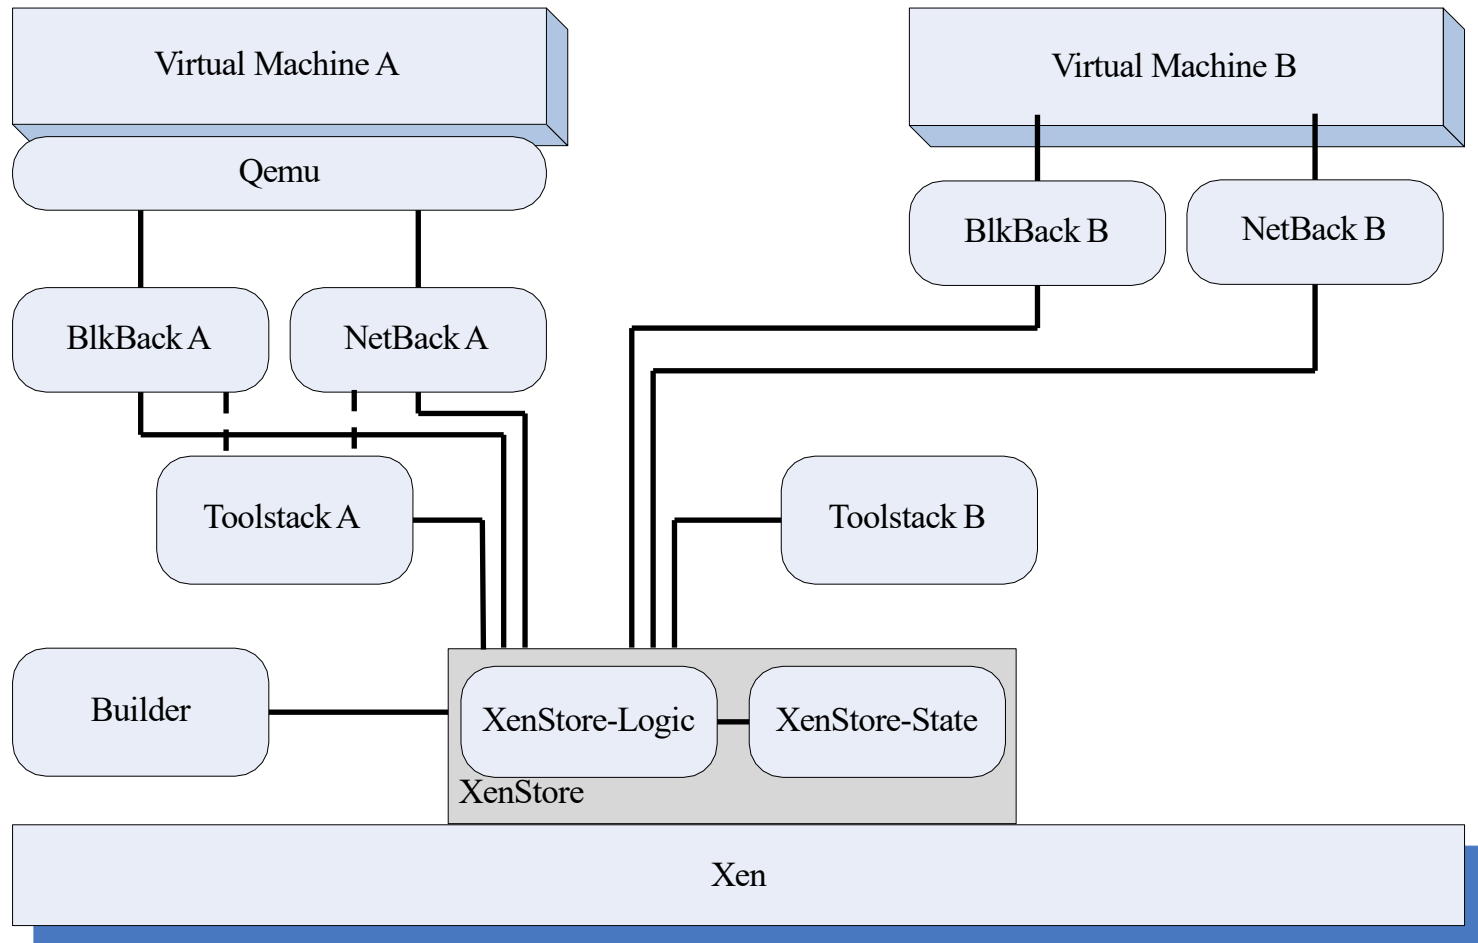 Virtual Machine A
Virtual Machine B
Qemu
BlkBack B
NetBack B
BlkBack A
NetBack A
Toolstack A
Toolstack B
Builder
XenStore-Logic
XenStore-State
XenStore
Xen